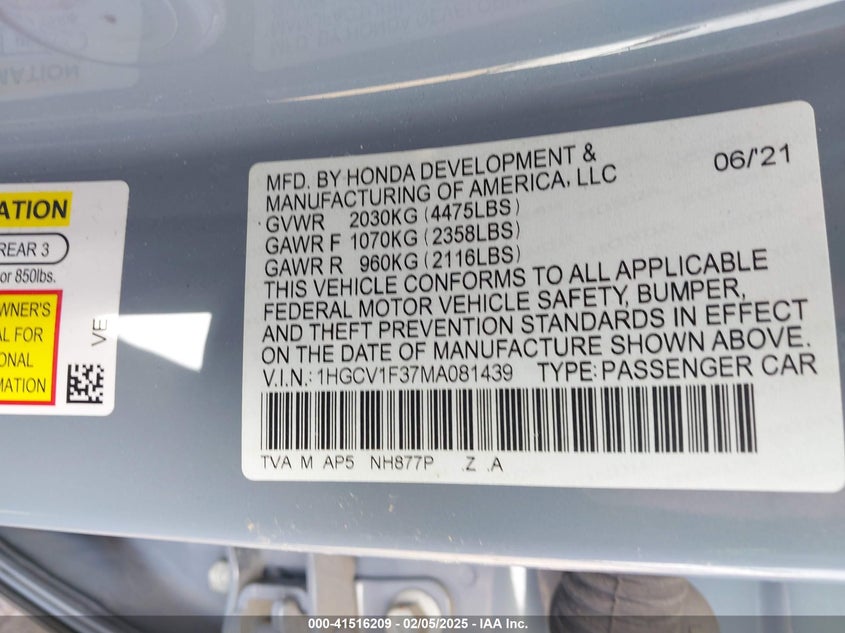 MATION
ATION
REAR 3
or 850lbs.
OWNER'S
AL FOR
IONAL
MATION
VE
06/'21
MFD. BY HONDA DEVELOPMENT &
MANUFACTURING OF AMERICA, LLC
GVWR 2030KG (4475LBS)
GAWR F 1070KG (2358LBS)
GAWR R 960KG (2116LBS)
THIS VEHICLE CONFORMS TO ALL APPLICABLE
FEDERAL MOTOR VEHICLE SAFETY, BUMPER,
AND THEFT PREVENTION STANDARDS IN EFFECT
ON THE DATE OF MANUFACTURE SHOWN ABOVE.
V.I.N.: 1HGCV1F37MA081439 TYPE: PASSENGER CAR
TVA M AP5 NH877P .Z .A
000-41516209 - 02/05/2025 - IAA Inc.